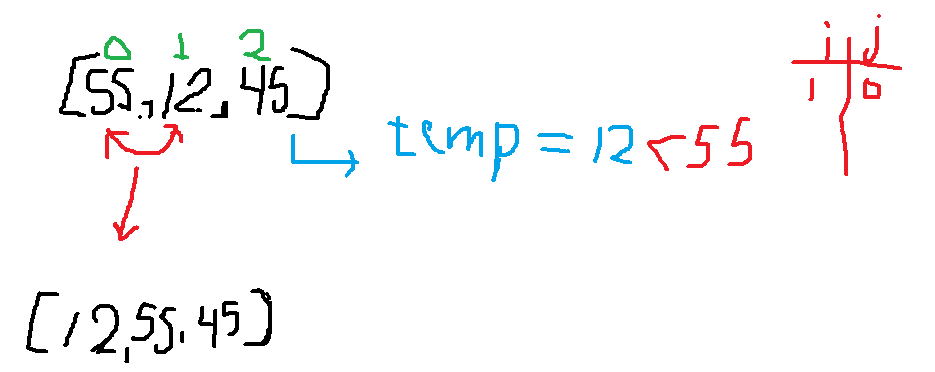 0 1 2
[55,12,45]
temp = 12<55
i j
1 0
[12,55,45]